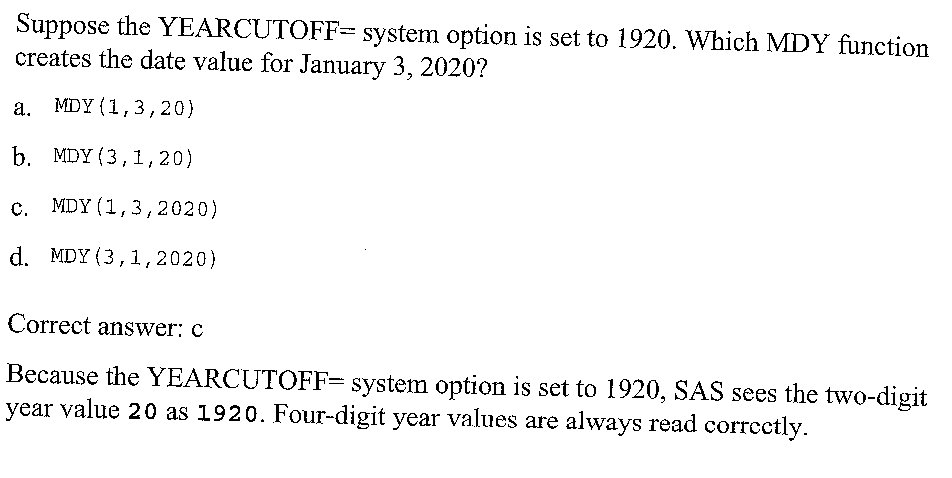 Suppose the YEARCUTOFF= system option is set to 1920. Which MDY function
creates the date value for January 3, 2020?
a. MDY(1,3,20)
b. MDY(3,1,20)
c. MDY(1,3,2020)
d. MDY(3,1,2020)
Correct answer: c
Because the YEARCUTOFF= system option is set to 1920, SAS sees the two-digit
year value 20 as 1920. Four-digit year values are always read correctly.